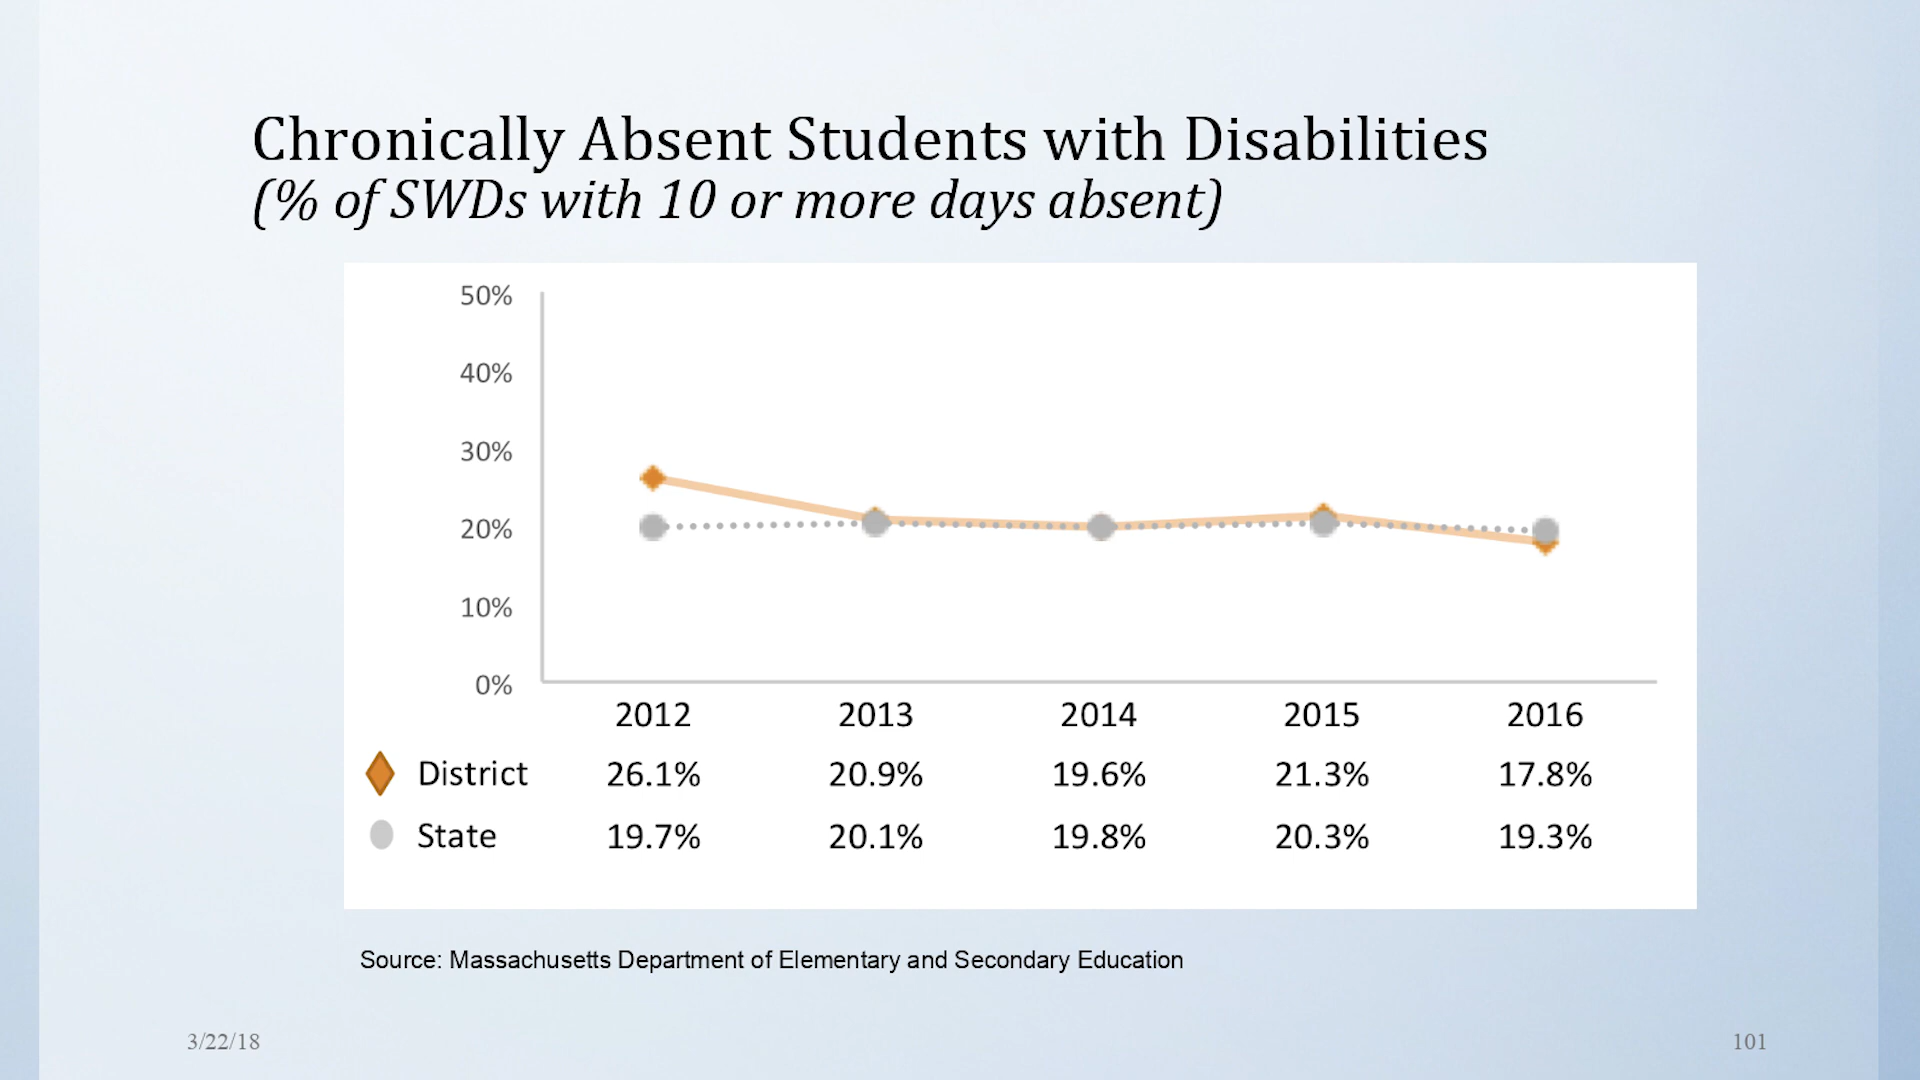 Chronically Absent Students with Disabilities
(% of SWDs with 10 or more days absent)
50%
40%
30%
20%
10%
0%
2012 2013 2014 2015 2016
District 26.1% 20.9% 19.6% 21.3% 17.8%
State 19.7% 20.1% 19.8% 20.3% 19.3%
Source: Massachusetts Department of Elementary and Secondary Education
3/22/18 101